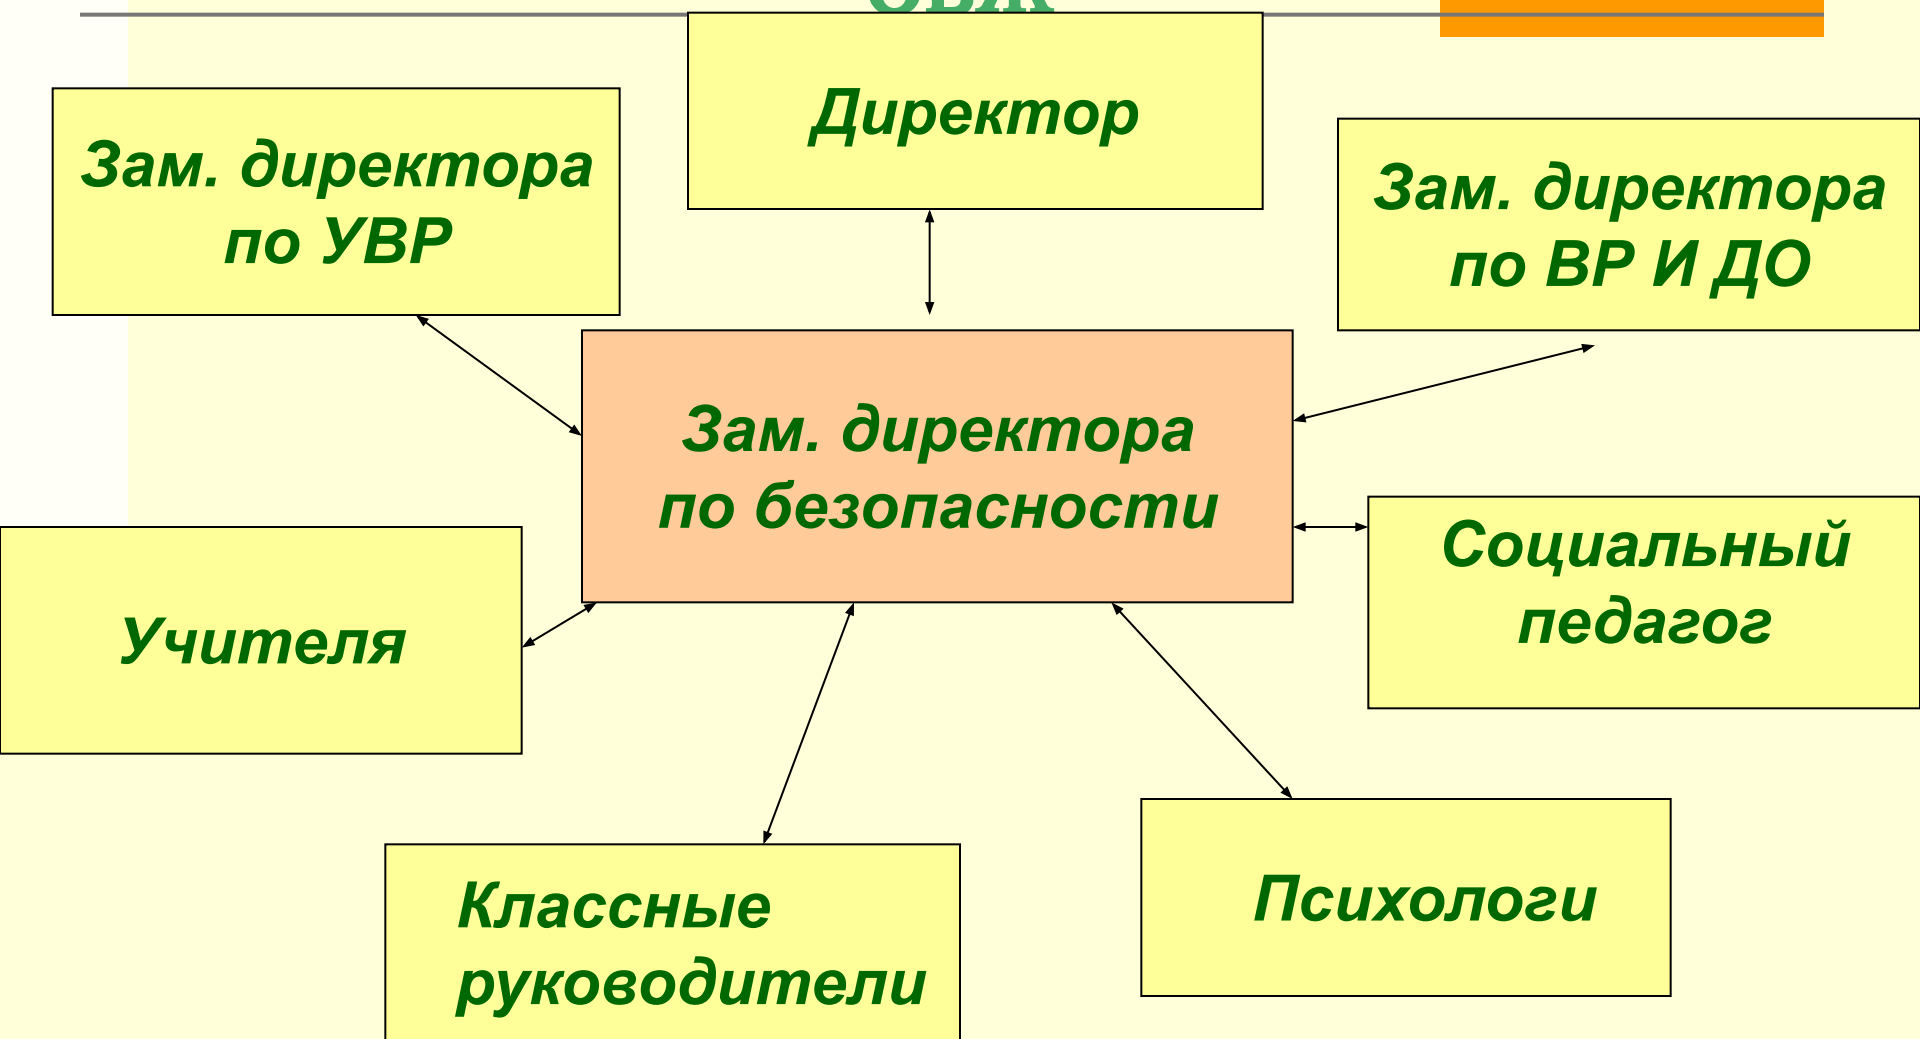 Директор
Зам. директора
по УВР
Зам. директора
по ВР И ДО
Зам. директора
по безопасности
Социальный
педагог
Учителя
Классные
руководители
Психологи